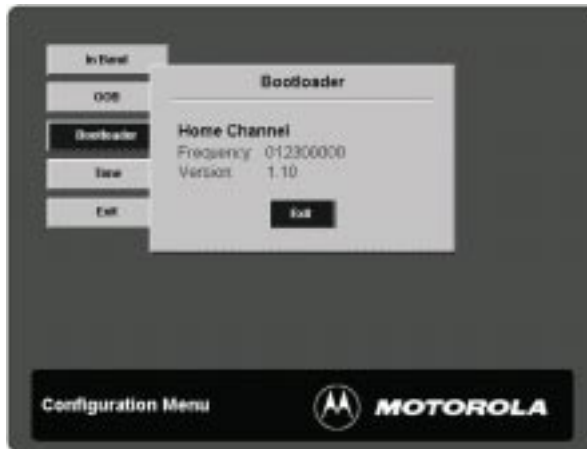 In Band
OOB
Bootloader
Time
Exit
Bootloader
Home Channel
Frequency 012300000
Version 1.10
Exit
Configuration Menu
MOTOROLA